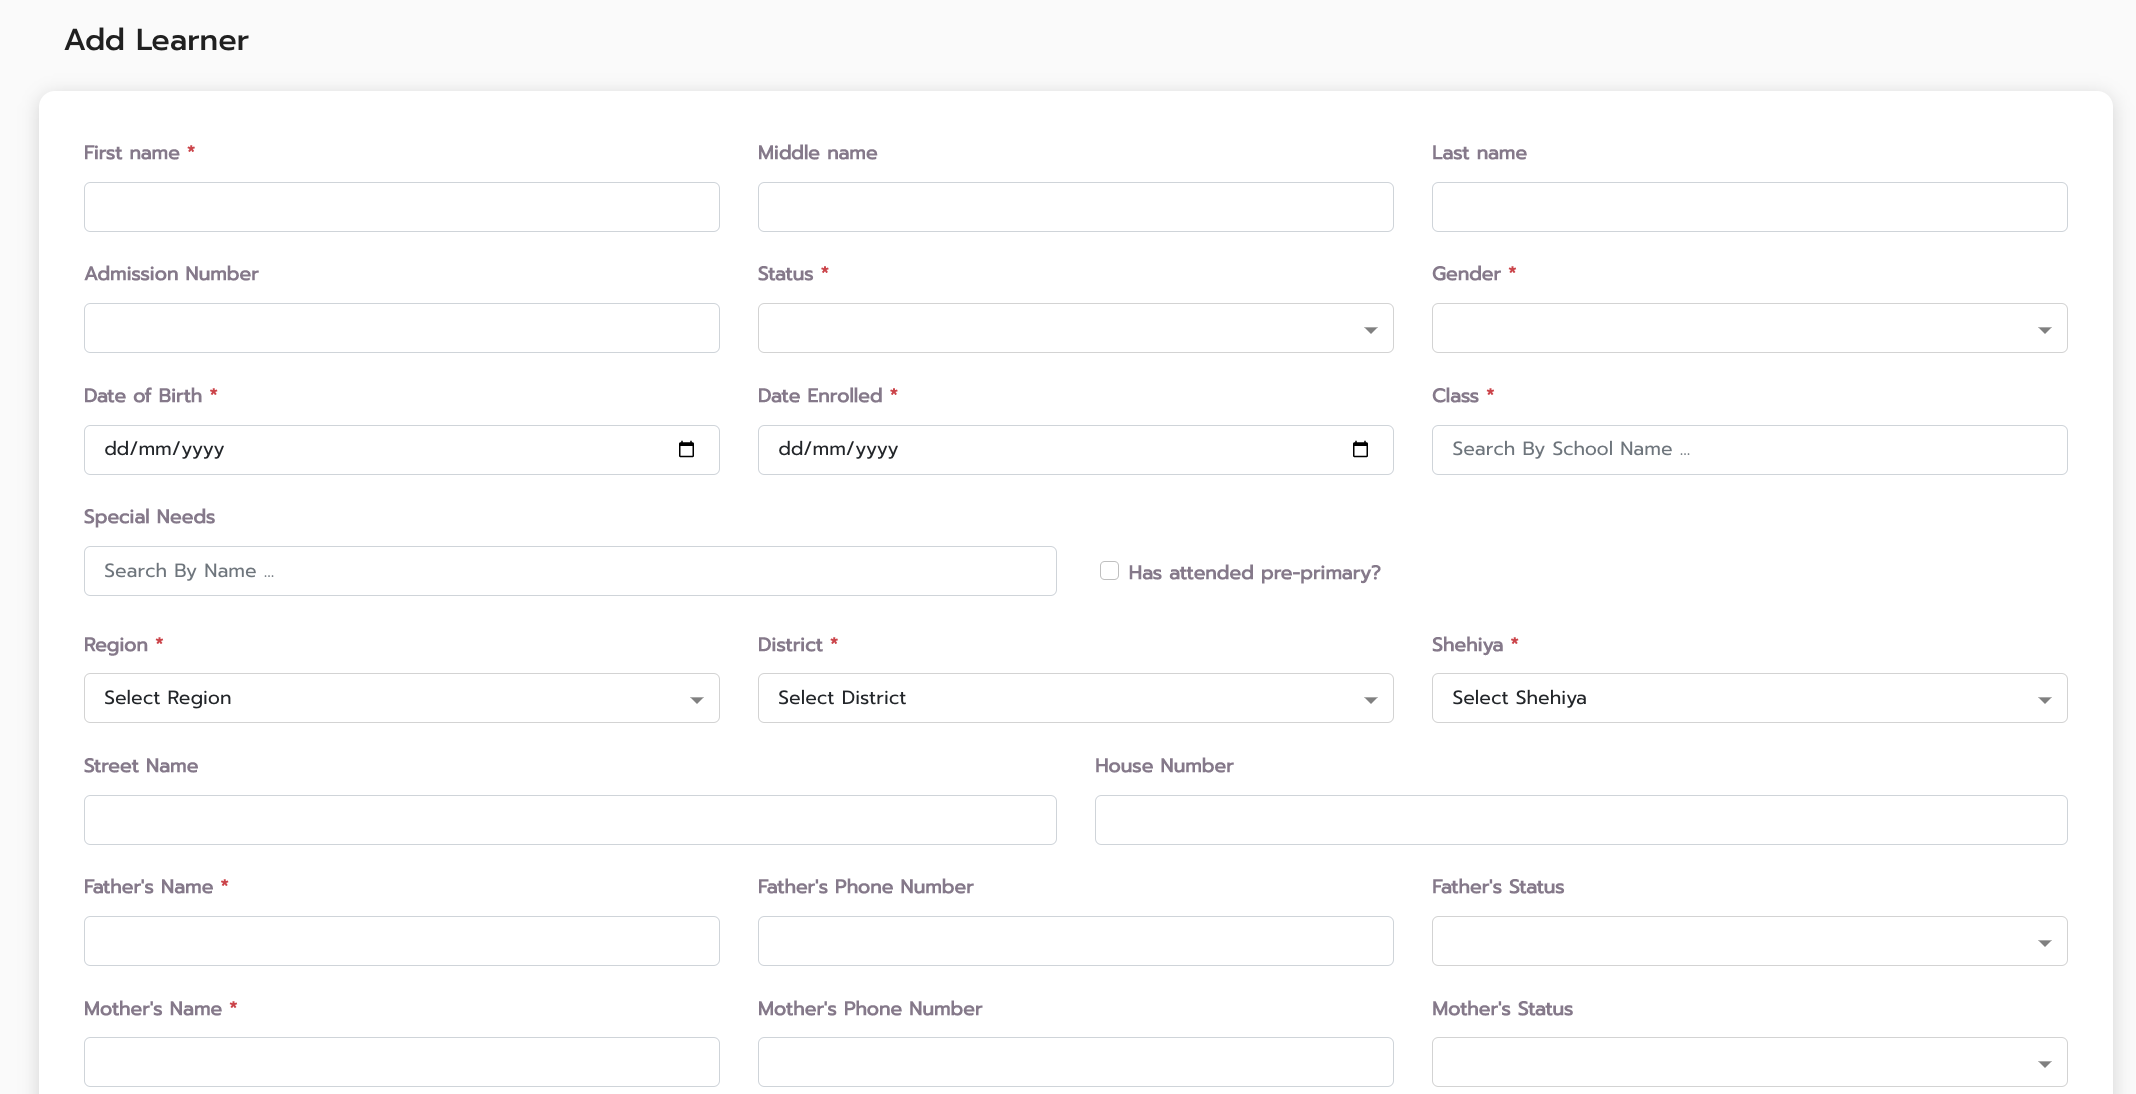 Add Learner
First name * Middle name Last name
Admission Number Status * Gender *
Date of Birth * Date Enrolled * Class *
dd/mm/yyyy dd/mm/yyyy Search By School Name ...
Special Needs
Search By Name ... Has attended pre-primary?
Region * District * Shehiya *
Select Region Select District Select Shehiya
Street Name House Number
Father's Name * Father's Phone Number Father's Status
Mother's Name * Mother's Phone Number Mother's Status